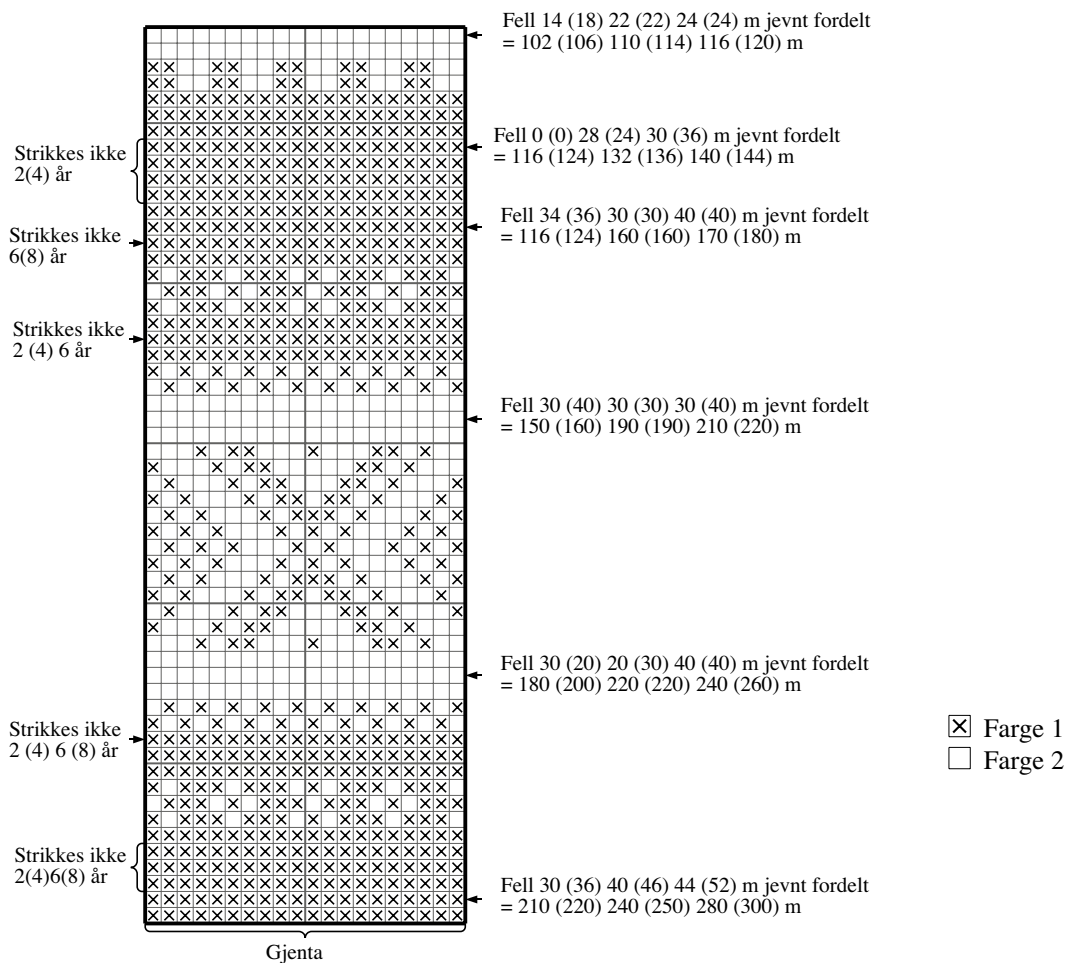 Fell 14 (18) 22 (22) 24 (24) m jevnt fordelt
= 102 (106) 110 (114) 116 (120) m
Fell 0 (0) 28 (24) 30 (36) m jevnt fordelt
= 116 (124) 132 (136) 140 (144) m
Strikkes ikke
2(4) år
Fell 34 (36) 30 (30) 40 (40) m jevnt fordelt
= 116 (124) 160 (160) 170 (180) m
Strikkes ikke
6(8) år
Strikkes ikke
2 (4) 6 år
Fell 30 (40) 30 (30) 30 (40) m jevnt fordelt
= 150 (160) 190 (190) 210 (220) m
Fell 30 (20) 20 (30) 40 (40) m jevnt fordelt
= 180 (200) 220 (220) 240 (260) m
Strikkes ikke
2 (4) 6 (8) år
Farge 1
Farge 2
Strikkes ikke
2(4)6(8) år
Fell 30 (36) 40 (46) 44 (52) m jevnt fordelt
= 210 (220) 240 (250) 280 (300) m
Gjenta